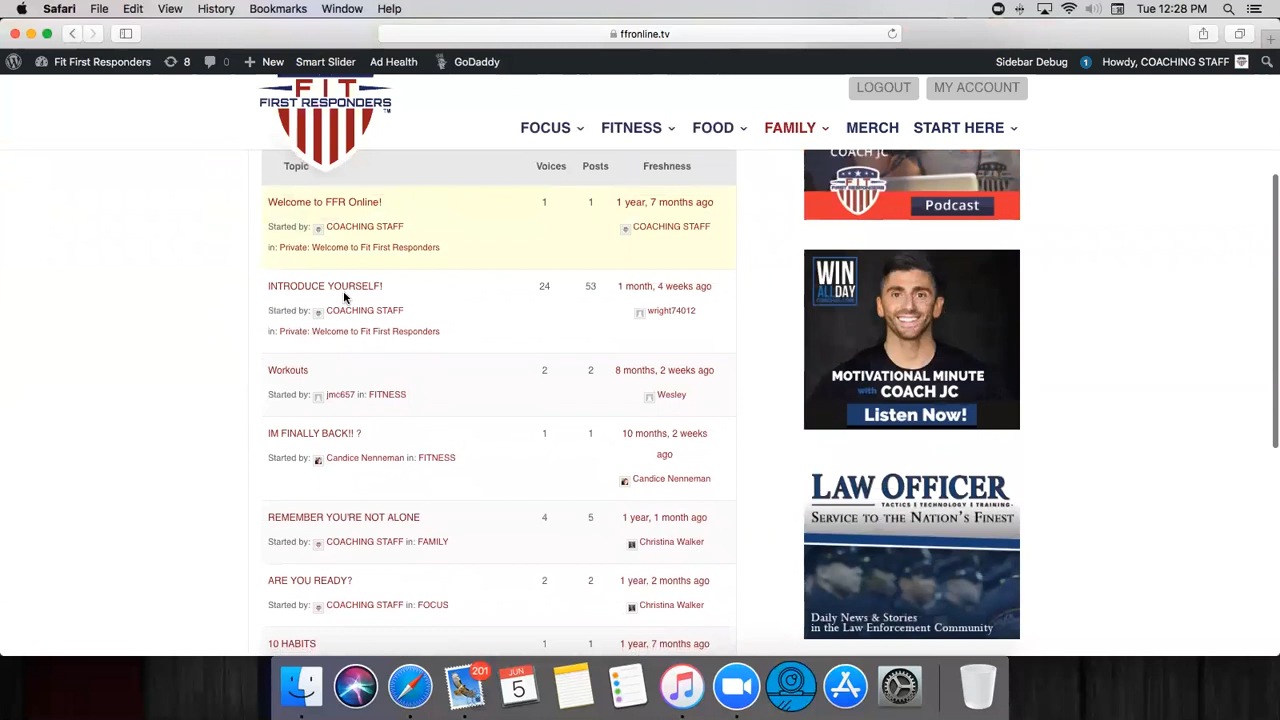 Safari File Edit View History Bookmarks Window Help Tue 12:28 PM
ffronline.tv
Fit First Responders 8 0 New Smart Slider Ad Health GoDaddy Sidebar Debug 1 Howdy, COACHING STAFF
FIT
FIRST RESPONDERS
TM
LOGOUT MY ACCOUNT
FOCUS FITNESS FOOD FAMILY MERCH START HERE
Topic Voices Posts Freshness
Welcome to FFR Online! 1 1 1 year, 7 months ago
Started by: COACHING STAFF COACHING STAFF
in: Private: Welcome to Fit First Responders
INTRODUCE YOURSELF! 24 53 1 month, 4 weeks ago
Started by: COACHING STAFF wright74012
in: Private: Welcome to Fit First Responders
Workouts 2 2 8 months, 2 weeks ago
Started by: jmc657 in: FITNESS Wesley
IM FINALLY BACK!! ? 1 1 10 months, 2 weeks
ago
Started by: Candice Nenneman in: FITNESS
Candice Nenneman
REMEMBER YOU'RE NOT ALONE 4 5 1 year, 1 month ago
Started by: COACHING STAFF in: FAMILY Christina Walker
ARE YOU READY? 2 2 1 year, 2 months ago
Started by: COACHING STAFF in: FOCUS Christina Walker
10 HABITS 1 1 1 year, 7 months ago
COACH JC
FIT
FIRST RESPONDERS
Podcast
WIN
ALL DAY
MOTIVATIONAL MINUTE
with COACH JC
Listen Now!
LAW OFFICER
TACTICS • TECHNOLOGY • TRAINING
SERVICE TO THE NATION'S FINEST
Daily News & Stories
in the Law Enforcement Community
201
JUN
5